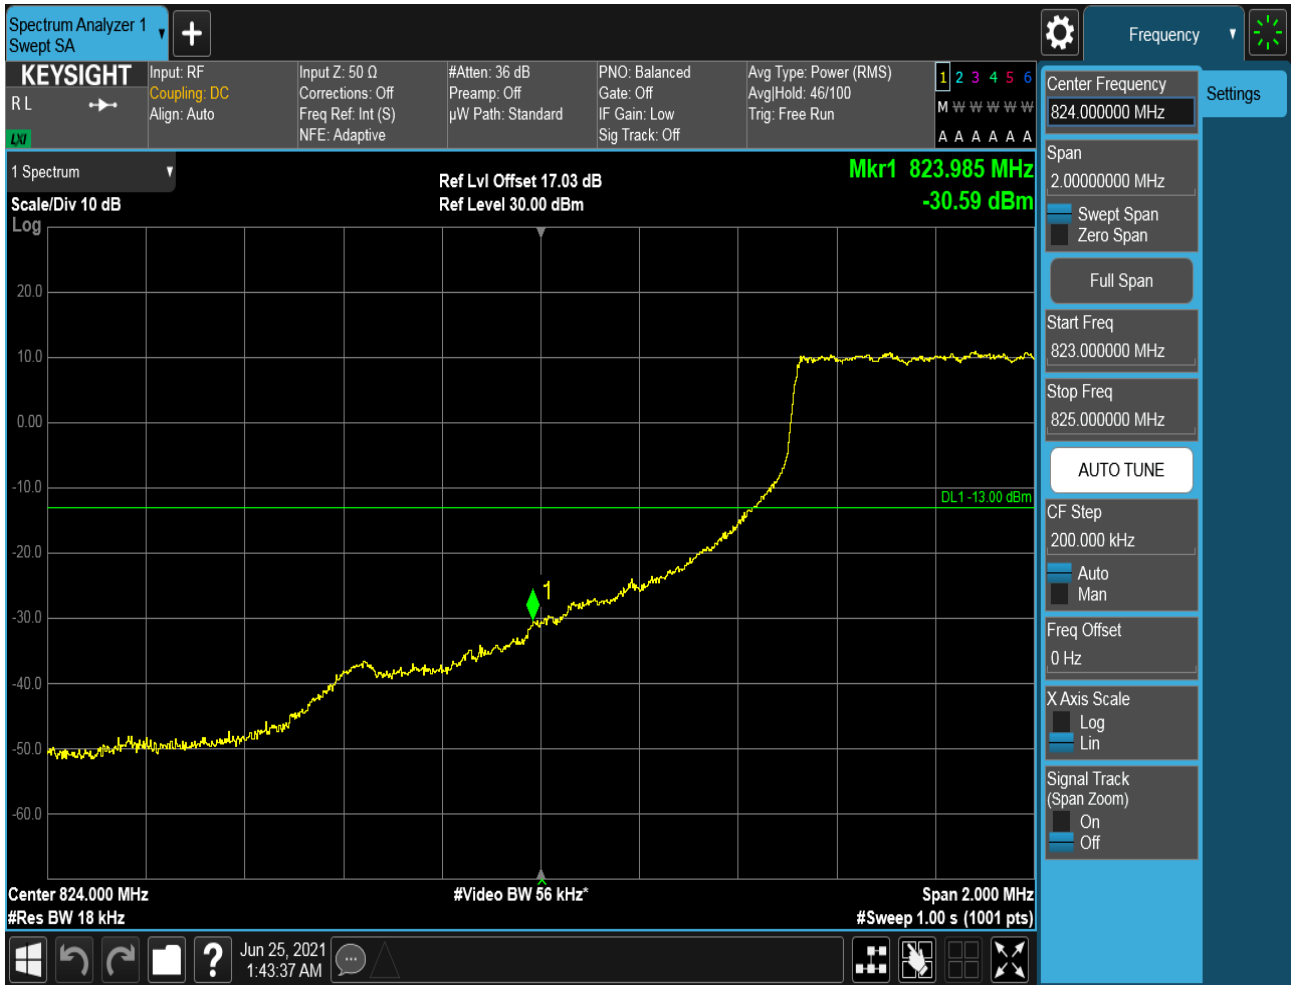 Spectrum Analyzer 1
Swept SA
+
Frequency
KEYSIGHT
R L
LXI
Input: RF
Coupling: DC
Align: Auto
Input Z: 50 Ω
Corrections: Off
Freq Ref: Int (S)
NFE: Adaptive
#Atten: 36 dB
Preamp: Off
µW Path: Standard
PNO: Balanced
Gate: Off
IF Gain: Low
Sig Track: Off
Avg Type: Power (RMS)
Avg|Hold: 46/100
Trig: Free Run
1 2 3 4 5 6
M W W W W W
A A A A A A
1 Spectrum
Scale/Div 10 dB
Log
Ref Lvl Offset 17.03 dB
Ref Level 30.00 dBm
Mkr1 823.985 MHz
-30.59 dBm
20.0
10.0
0.00
-10.0
DL1 -13.00 dBm
-20.0
1
-30.0
-40.0
-50.0
-60.0
Center 824.000 MHz
#Res BW 18 kHz
#Video BW 56 kHz*
Span 2.000 MHz
#Sweep 1.00 s (1001 pts)
?
Jun 25, 2021
1:43:37 AM
Center Frequency
824.000000 MHz
Settings
Span
2.00000000 MHz
Swept Span
Zero Span
Full Span
Start Freq
823.000000 MHz
Stop Freq
825.000000 MHz
AUTO TUNE
CF Step
200.000 kHz
Auto
Man
Freq Offset
0 Hz
X Axis Scale
Log
Lin
Signal Track
(Span Zoom)
On
Off